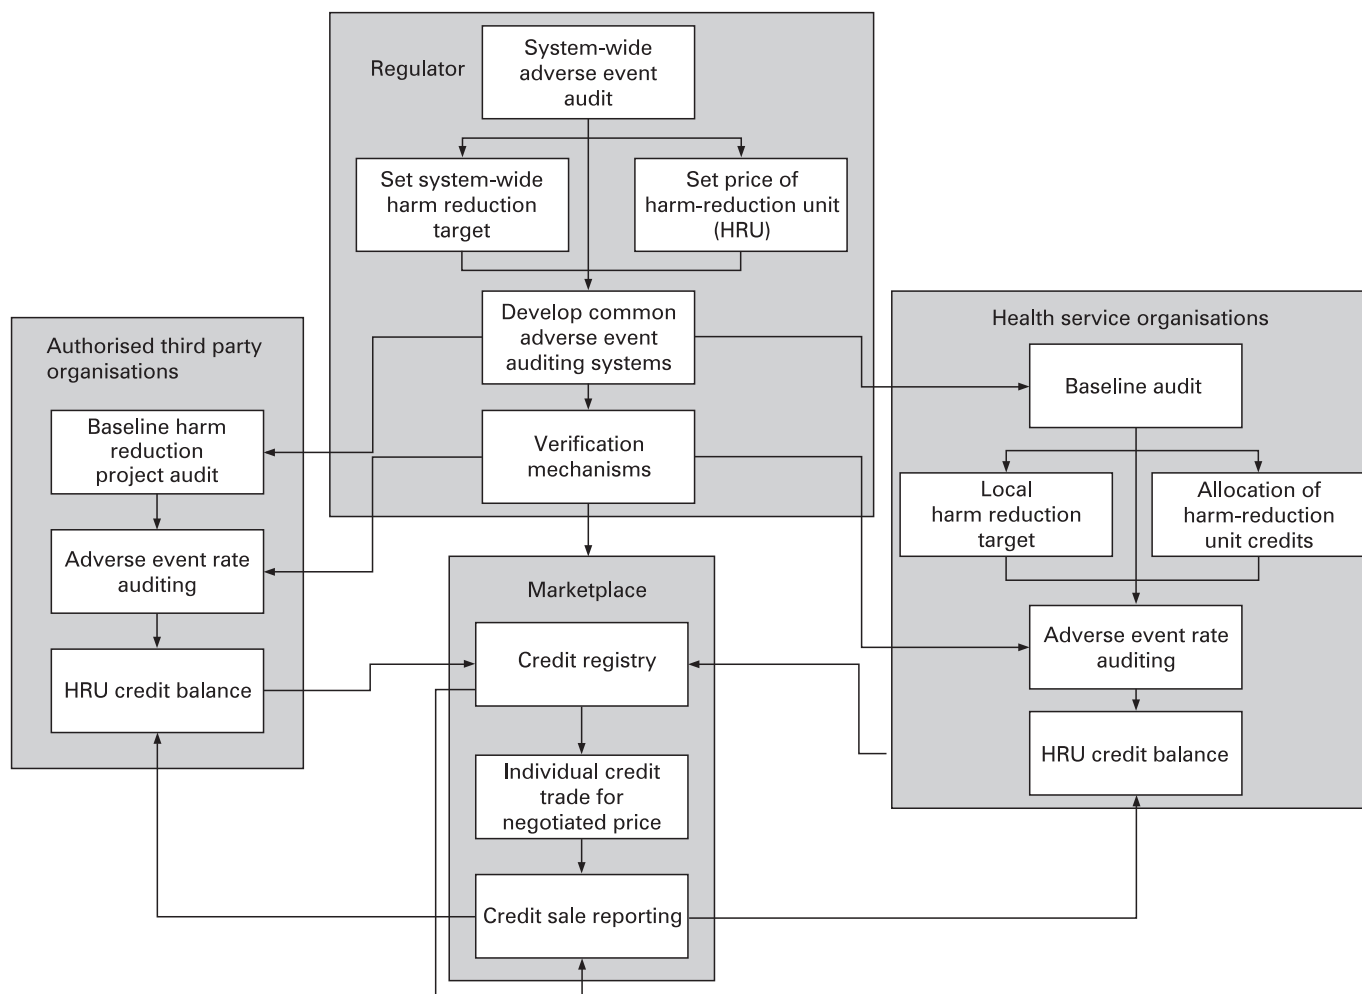 Regulator
System-wide
adverse event
audit
Set system-wide
harm reduction
target
Set price of
harm-reduction unit
(HRU)
Develop common
adverse event
auditing systems
Verification
mechanisms
Authorised third party
organisations
Baseline harm
reduction
project audit
Adverse event rate
auditing
HRU credit balance
Marketplace
Credit registry
Individual credit
trade for
negotiated price
Credit sale reporting
Health service organisations
Baseline audit
Local
harm reduction
target
Allocation of
harm-reduction
unit credits
Adverse event rate
auditing
HRU credit balance